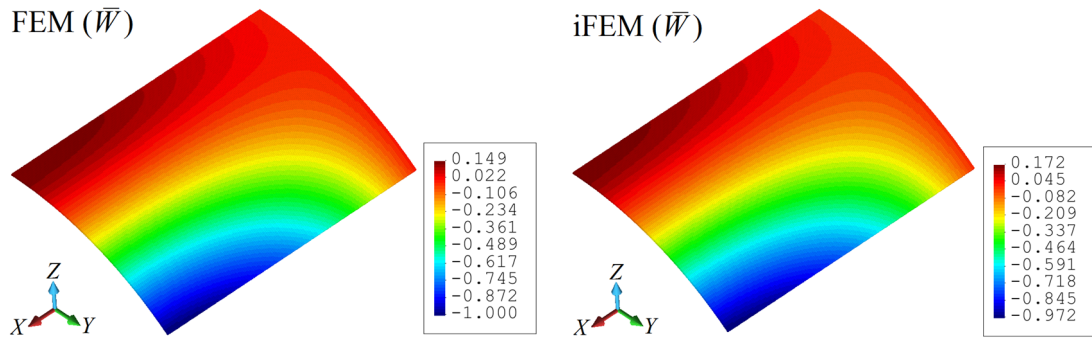 FEM (W̅)
0.149
0.022
-0.106
-0.234
-0.361
-0.489
-0.617
-0.745
-0.872
-1.000
Z
X
Y
iFEM (W̅)
0.172
0.045
-0.082
-0.209
-0.337
-0.464
-0.591
-0.718
-0.845
-0.972
Z
X
Y